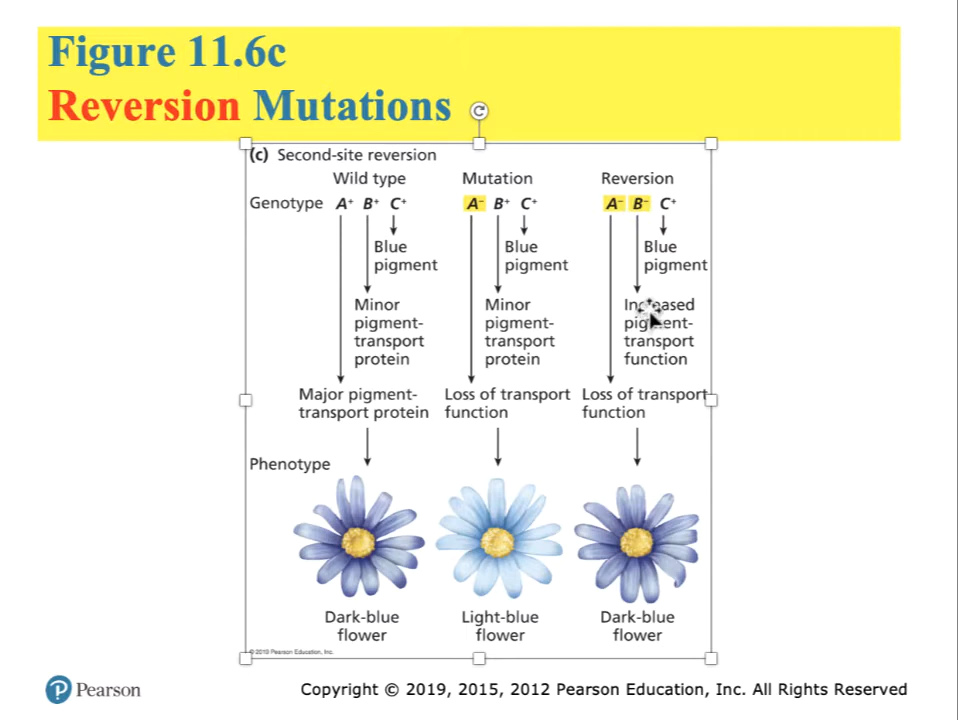 Figure 11.6c
Reversion Mutations
(c) Second-site reversion
Wild type Mutation Reversion
Genotype A+ B+ C+ A− B+ C+ A− B− C+
Blue pigment
Blue pigment
Blue pigment
Minor pigment-transport protein
Minor pigment-transport protein
Increased pigment-transport function
Major pigment-transport protein
Loss of transport function
Loss of transport function
Phenotype
Dark-blue flower
Light-blue flower
Dark-blue flower
© 2019 Pearson Education, Inc.
P Pearson
Copyright © 2019, 2015, 2012 Pearson Education, Inc. All Rights Reserved